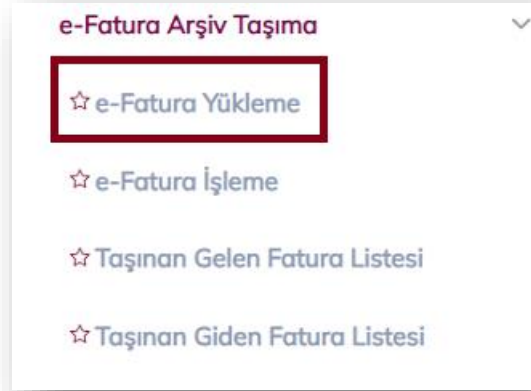 e-Fatura Arşiv Taşıma
e-Fatura Yükleme
e-Fatura İşleme
Taşınan Gelen Fatura Listesi
Taşınan Giden Fatura Listesi